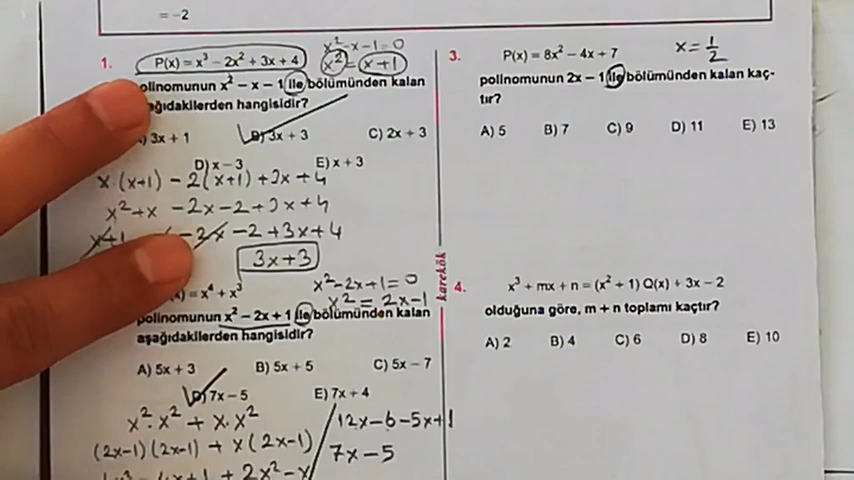 = -2
1.
P(x) = x³ – 2x² + 3x + 4
x²-x-1=0
x² = x+1
polinomunun x² – x – 1 ile bölümünden kalan
aşağıdakilerden hangisidir?
3x + 1
B) 3x + 3
C) 2x + 3
D) x – 3
E) x + 3
x.(x+1) - 2(x+1) + 3x + 4
x² + x - 2x - 2 + 3x + 4
x+1
- 2x - 2 + 3x + 4
3x+3
= x⁴ + x³
x²-2x+1=0
x² = 2x-1
polinomunun x² – 2x + 1 ile bölümünden kalan
aşağıdakilerden hangisidir?
A) 5x + 3
B) 5x + 5
C) 5x – 7
D) 7x – 5
E) 7x + 4
x².x² + x.x²
(2x-1)(2x-1) + x(2x-1)
+ 2x² - x
12x-6-5x+1
7x-5
karekök
3.
P(x) = 8x² – 4x + 7
x = 1/2
polinomunun 2x – 1 ile bölümünden kalan kaç-
tır?
A) 5
B) 7
C) 9
D) 11
E) 13
4.
x³ + mx + n = (x² + 1) Q(x) + 3x – 2
olduğuna göre, m + n toplamı kaçtır?
A) 2
B) 4
C) 6
D) 8
E) 10